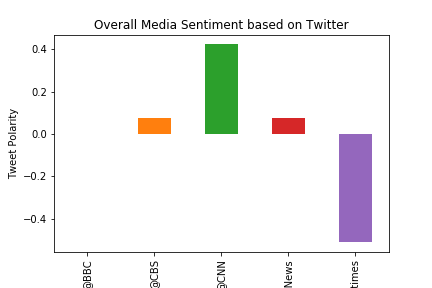 Overall Media Sentiment based on Twitter
Tweet Polarity
0.4
0.2
0.0
−0.2
−0.4
@BBC
@CBS
@CNN
News
times